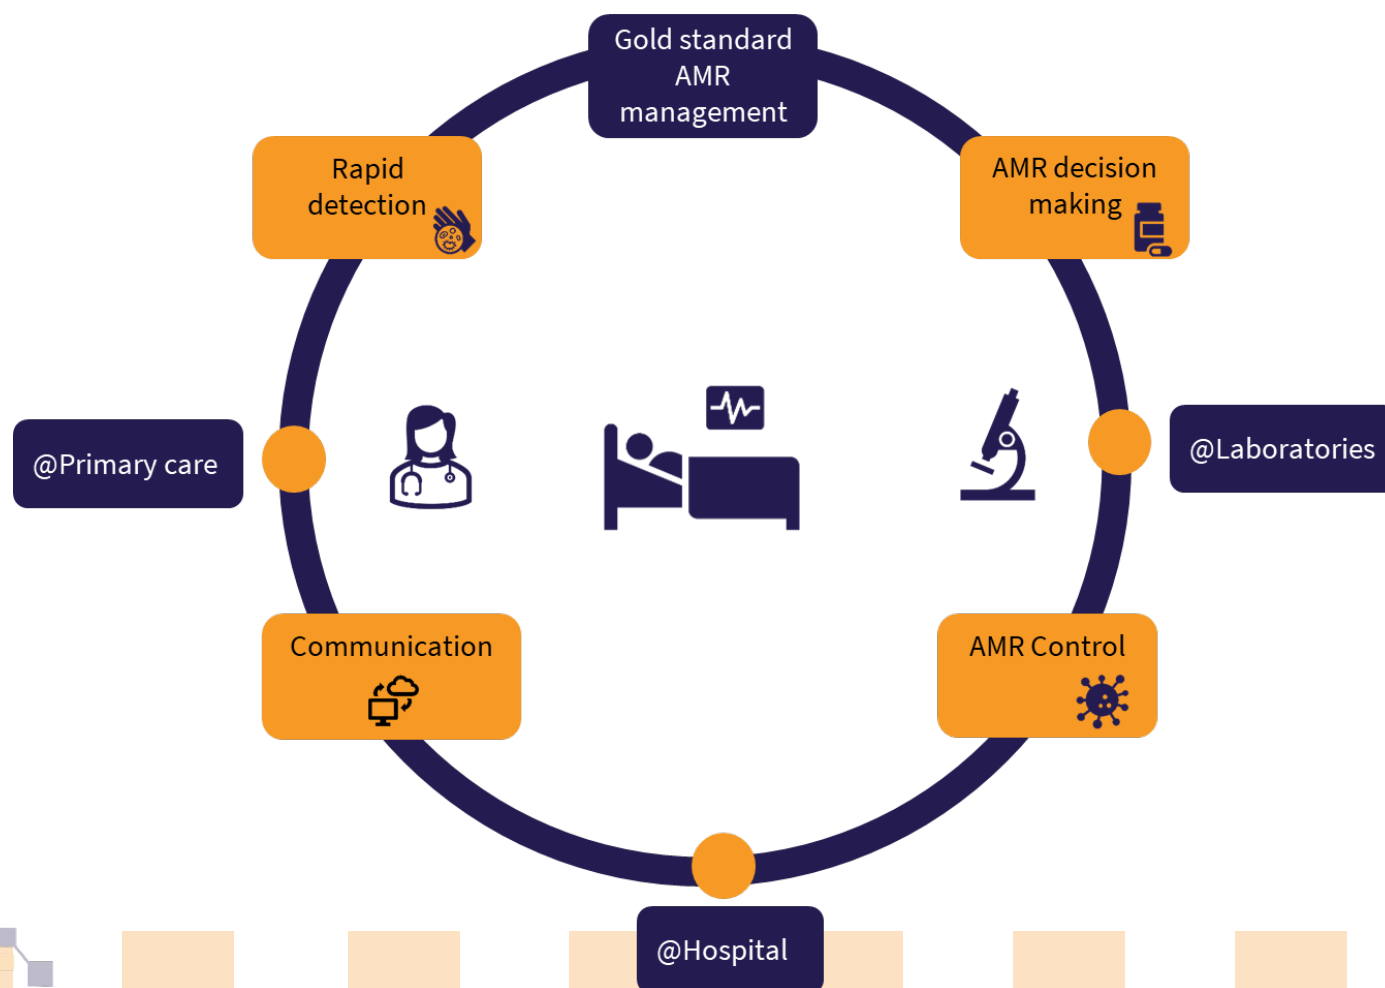 Gold standard
AMR
management
Rapid
detection
AMR decision
making
@Primary care
@Laboratories
Communication
AMR Control
@Hospital